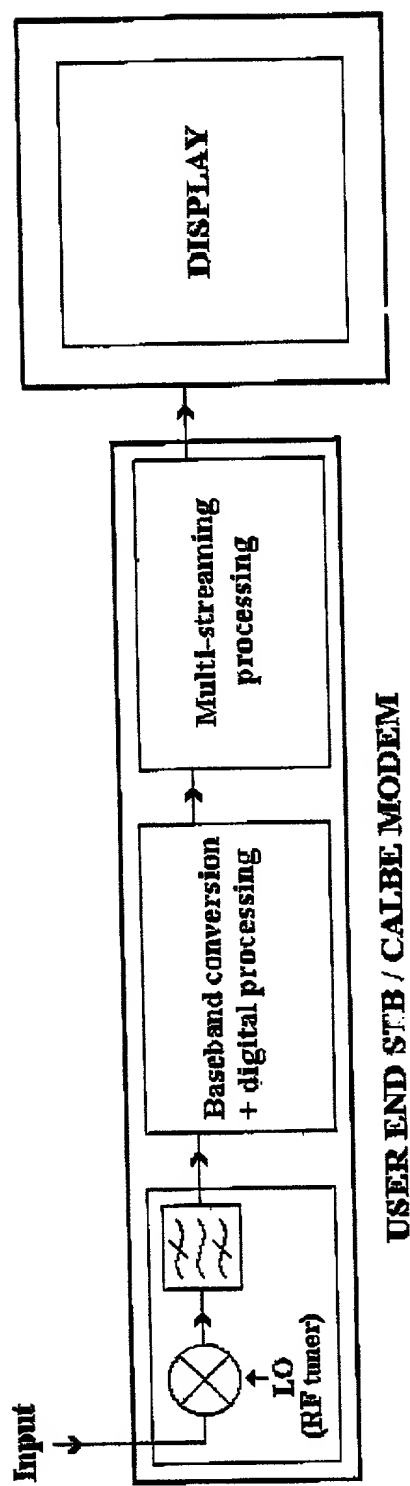 Input
LO
(RF tuner)
Baseband conversion
+ digital processing
Multi-streaming
processing
DISPLAY
USER END STB / CALBE MODEM